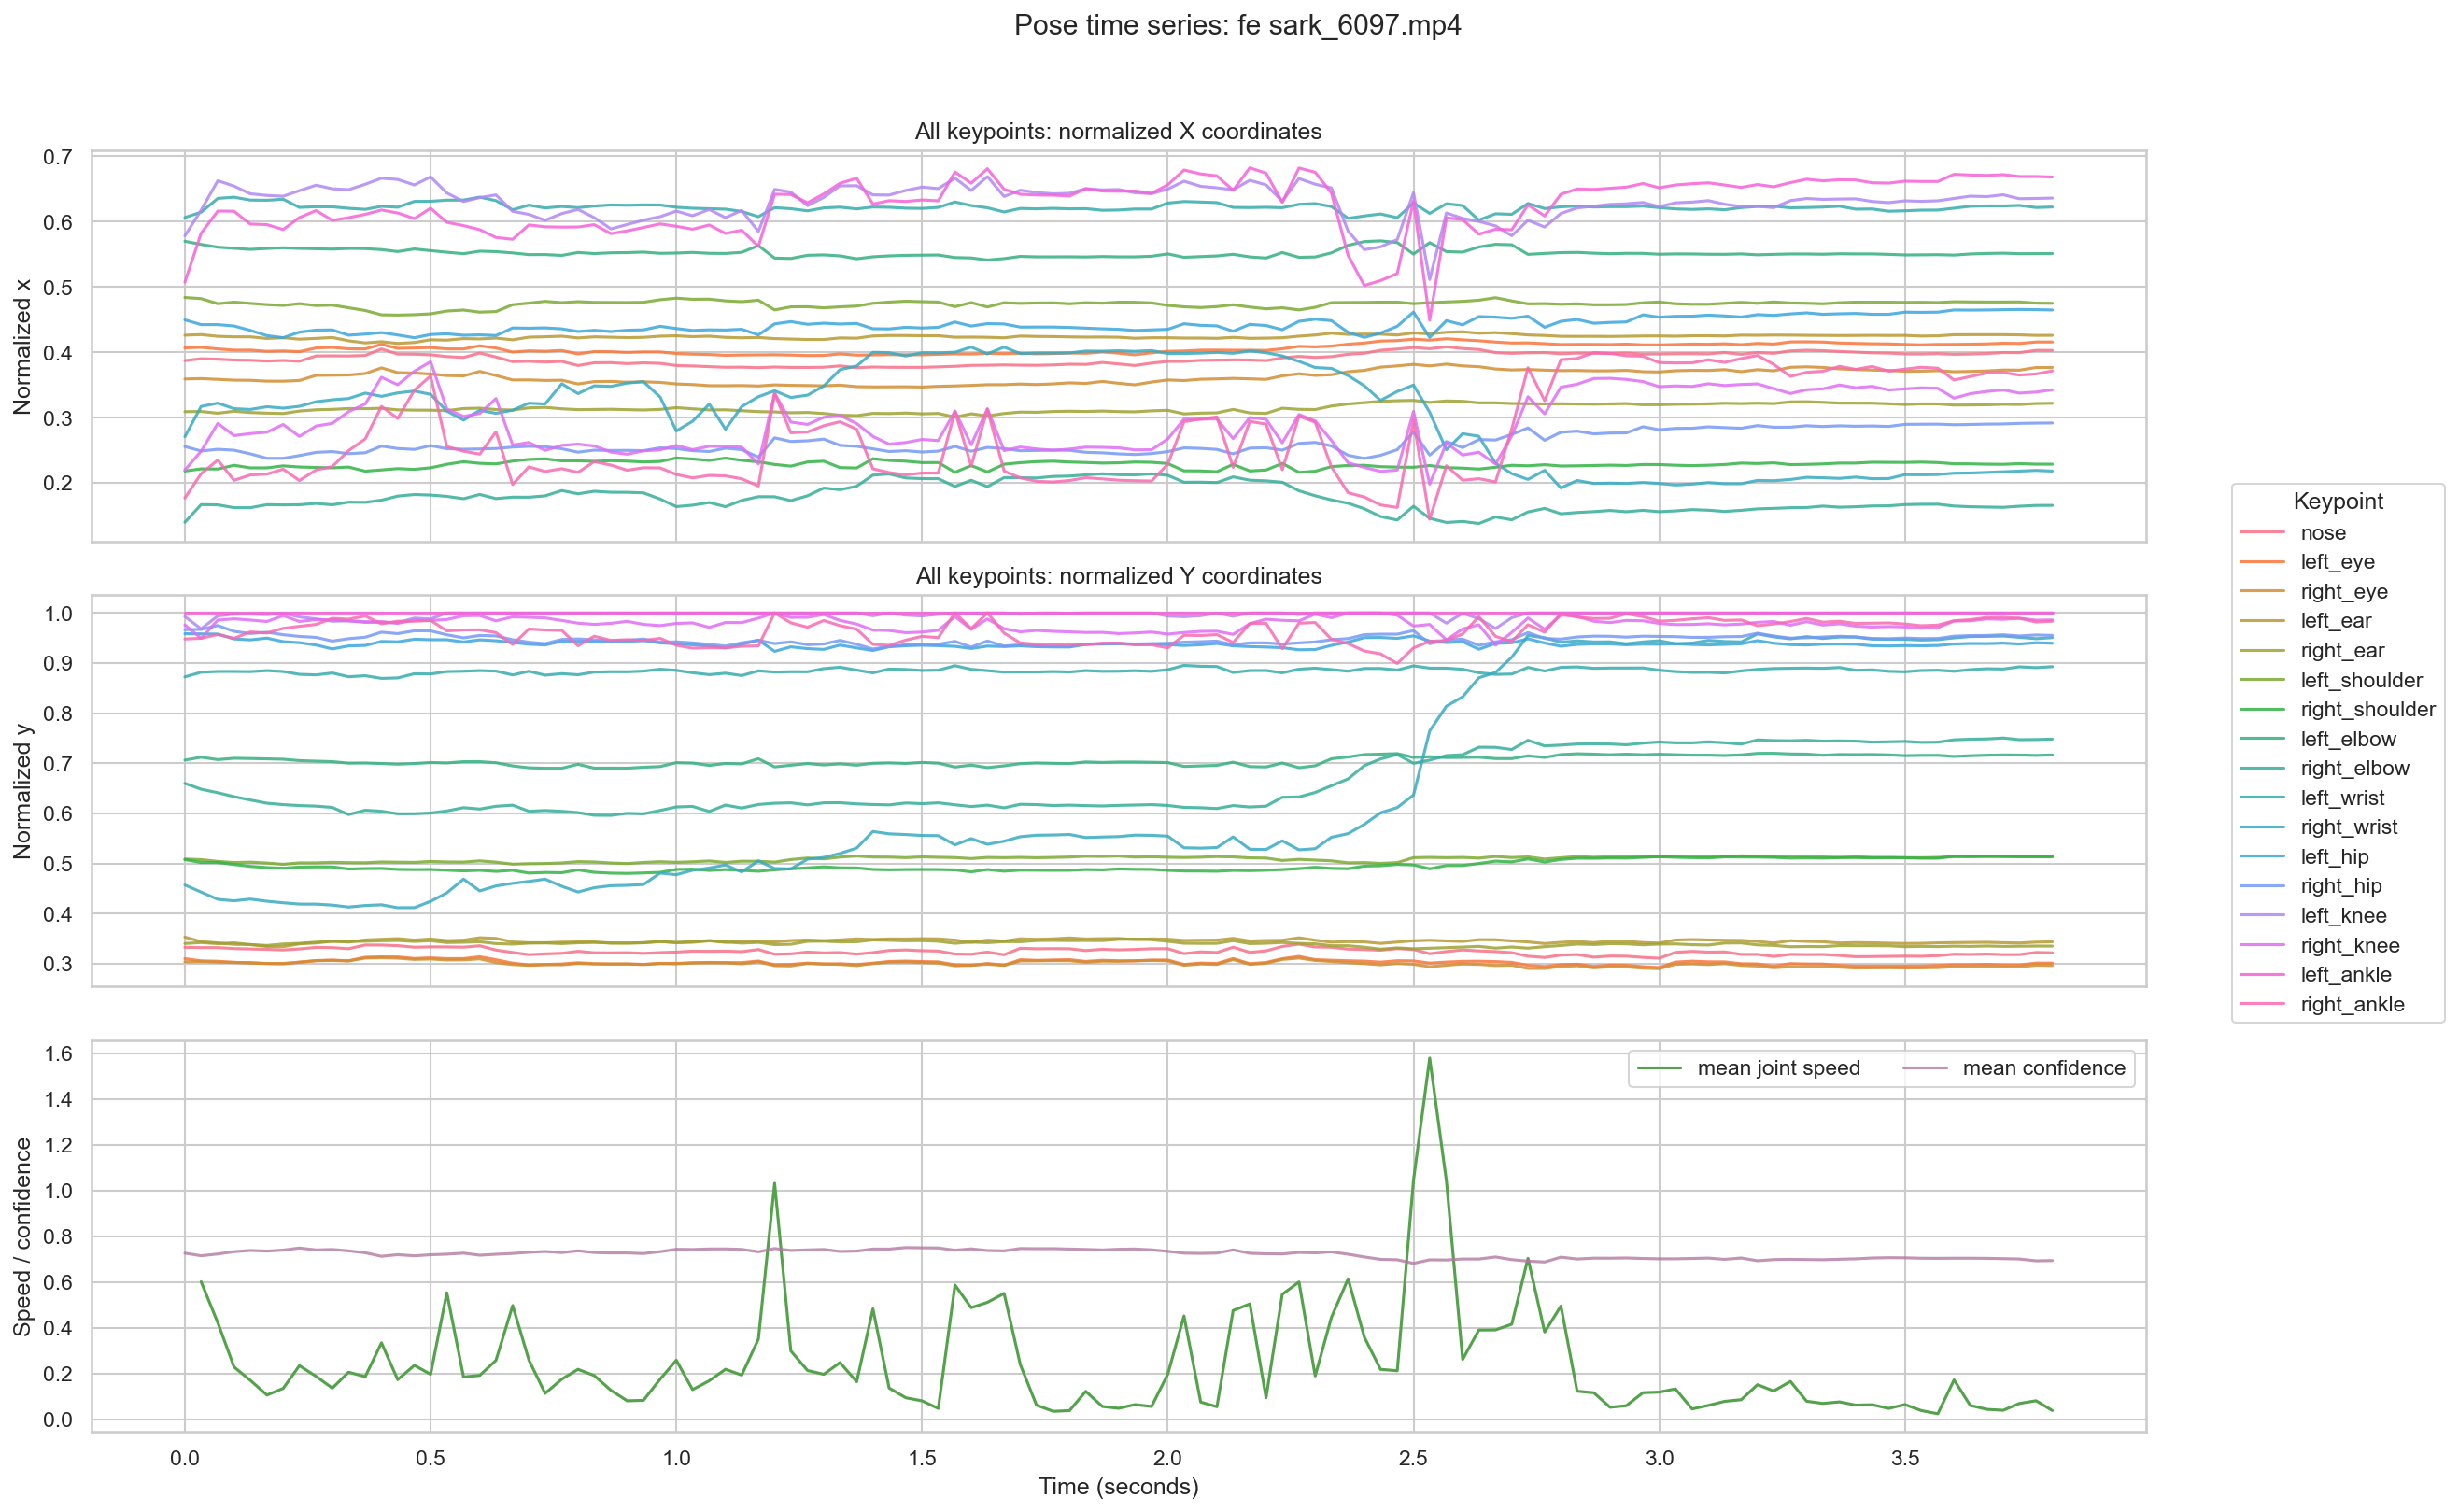 Pose time series: fe sark_6097.mp4
All keypoints: normalized X coordinates
Normalized x
0.7
0.6
0.5
0.4
0.3
0.2
All keypoints: normalized Y coordinates
Normalized y
1.0
0.9
0.8
0.7
0.6
0.5
0.4
0.3
Keypoint
nose
left_eye
right_eye
left_ear
right_ear
left_shoulder
right_shoulder
left_elbow
right_elbow
left_wrist
right_wrist
left_hip
right_hip
left_knee
right_knee
left_ankle
right_ankle
Speed / confidence
1.6
1.4
1.2
1.0
0.8
0.6
0.4
0.2
0.0
mean joint speed
mean confidence
0.0 0.5 1.0 1.5 2.0 2.5 3.0 3.5
Time (seconds)